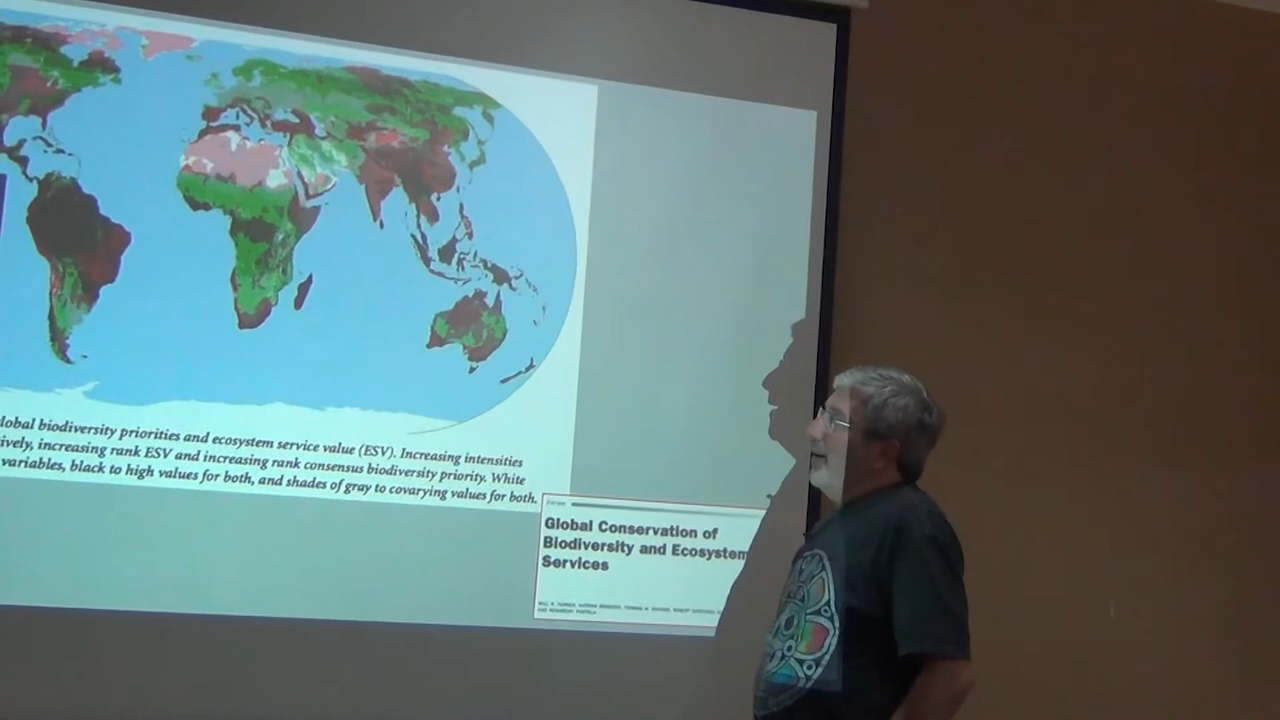 lobal biodiversity priorities and ecosystem service value (ESV). Increasing intensities
ively, increasing rank ESV and increasing rank consensus biodiversity priority. White
variables, black to high values for both, and shades of gray to covarying values for both.
Global Conservation of
Biodiversity and Ecosystem
Services